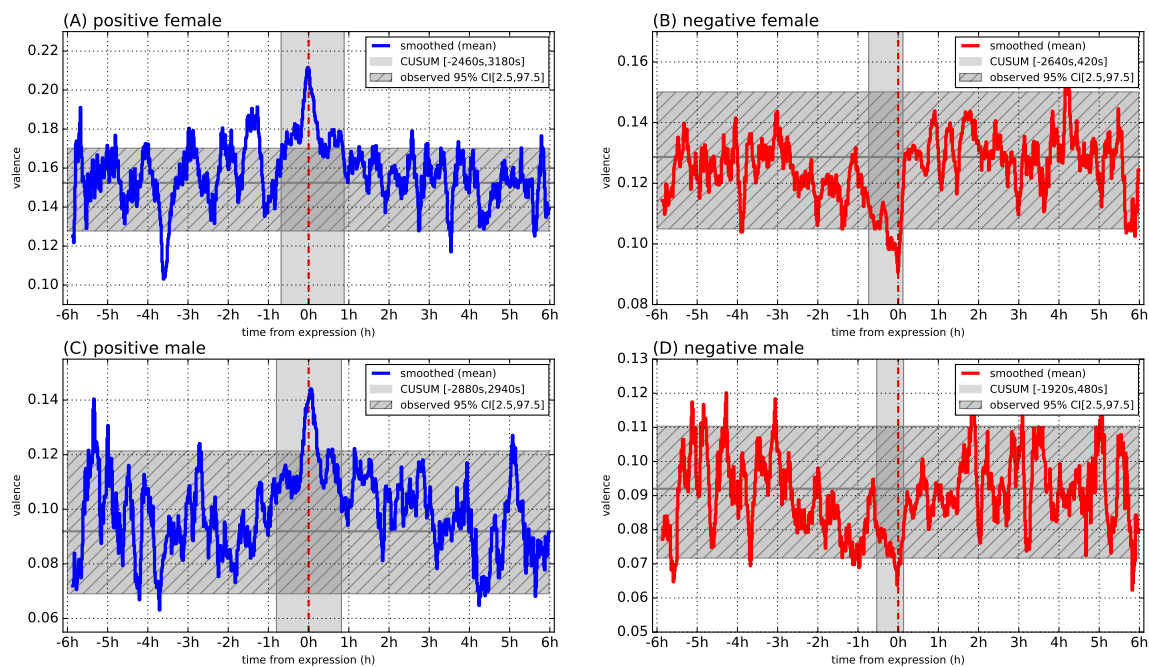 (A) positive female
0.22
0.20
0.18
0.16
0.14
0.12
0.10
valence
smoothed (mean)
CUSUM [-2460s,3180s]
observed 95% CI[2.5,97.5]
-6h -5h -4h -3h -2h -1h 0h 1h 2h 3h 4h 5h 6h
time from expression (h)
(B) negative female
0.16
0.14
0.12
0.10
0.08
valence
smoothed (mean)
CUSUM [-2640s,420s]
observed 95% CI[2.5,97.5]
-6h -5h -4h -3h -2h -1h 0h 1h 2h 3h 4h 5h 6h
time from expression (h)
(C) positive male
0.14
0.12
0.10
0.08
0.06
valence
smoothed (mean)
CUSUM [-2880s,2940s]
observed 95% CI[2.5,97.5]
-6h -5h -4h -3h -2h -1h 0h 1h 2h 3h 4h 5h 6h
time from expression (h)
(D) negative male
0.13
0.12
0.11
0.10
0.09
0.08
0.07
0.06
0.05
valence
smoothed (mean)
CUSUM [-1920s,480s]
observed 95% CI[2.5,97.5]
-6h -5h -4h -3h -2h -1h 0h 1h 2h 3h 4h 5h 6h
time from expression (h)